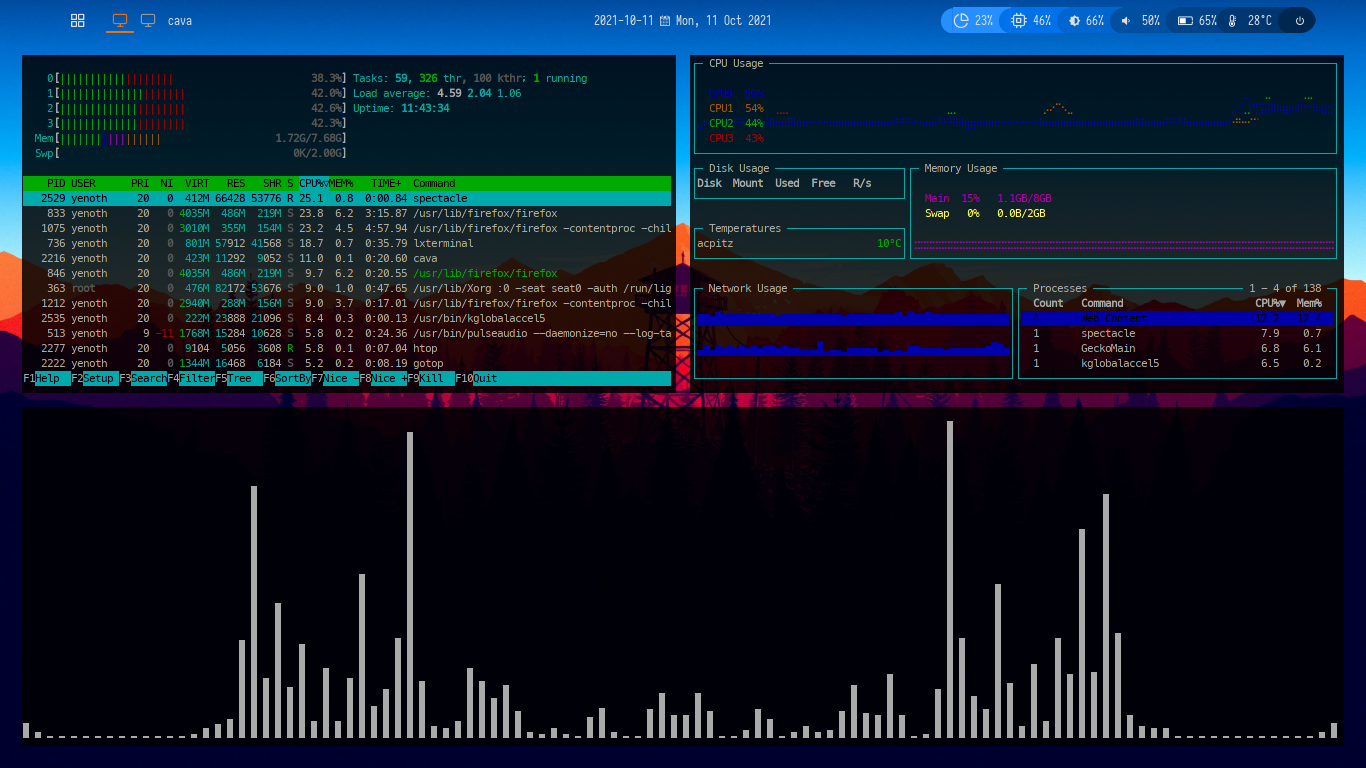 cava
2021-10-11 Mon, 11 Oct 2021
23% 46% 66% 50% 65% 28°C
0[||||||||||||||||||| 38.3%]
1[||||||||||||||||||||| 42.0%]
2[||||||||||||||||||||| 42.6%]
3[||||||||||||||||||||| 42.3%]
Mem[||||||||||||||||| 1.72G/7.68G]
Swp[ 0K/2.00G]
Tasks: 59, 326 thr, 100 kthr; 1 running
Load average: 4.59 2.04 1.06
Uptime: 11:43:34
PID USER PRI NI VIRT RES SHR S CPU%▽MEM% TIME+ Command
2529 yenoth 20 0 412M 66428 53776 R 25.1 0.8 0:00.84 spectacle
833 yenoth 20 0 4035M 486M 219M S 23.8 6.2 3:15.87 /usr/lib/firefox/firefox
1075 yenoth 20 0 3010M 355M 154M S 23.2 4.5 4:57.94 /usr/lib/firefox/firefox -contentproc -chil
736 yenoth 20 0 801M 57912 41568 S 18.7 0.7 0:35.79 lxterminal
2216 yenoth 20 0 423M 11292 9052 S 11.0 0.1 0:20.60 cava
846 yenoth 20 0 4035M 486M 219M S 9.7 6.2 0:20.55 /usr/lib/firefox/firefox
363 root 20 0 476M 82172 53676 S 9.0 1.0 0:47.65 /usr/lib/Xorg :0 -seat seat0 -auth /run/lig
1212 yenoth 20 0 2940M 288M 156M S 9.0 3.7 0:17.01 /usr/lib/firefox/firefox -contentproc -chil
2535 yenoth 20 0 222M 23888 21096 S 8.4 0.3 0:00.13 /usr/bin/kglobalaccel5
513 yenoth 9 -11 1768M 15284 10628 S 5.8 0.2 0:24.36 /usr/bin/pulseaudio --daemonize=no --log-ta
2277 yenoth 20 0 9104 5056 3608 R 5.8 0.1 0:07.04 htop
2222 yenoth 20 0 1344M 16468 6184 S 5.2 0.2 0:08.19 gotop
F1Help F2Setup F3SearchF4FilterF5Tree F6SortByF7Nice -F8Nice +F9Kill F10Quit
CPU Usage
CPU1 54%
CPU2 44%
CPU3 43%
Disk Usage
Disk Mount Used Free R/s
Memory Usage
Main 15% 1.1GB/8GB
Swap 0% 0.0B/2GB
Temperatures
acpitz 10°C
Network Usage
Processes 1 - 4 of 138
Count Command CPU%▼ Mem%
4 Web Content
1 spectacle 7.9 0.7
1 GeckoMain 6.8 6.1
1 kglobalaccel5 6.5 0.2